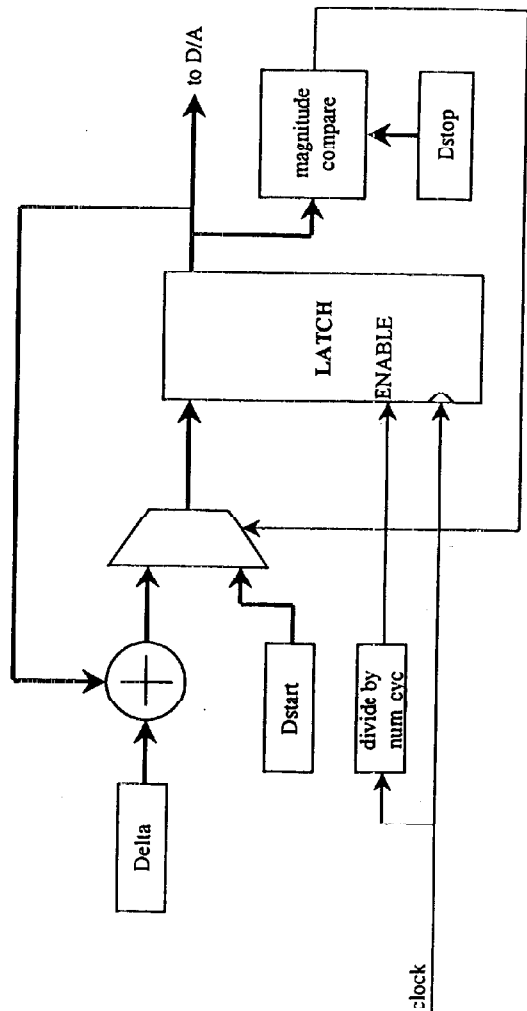 Delta
Dstart
divide by
num cyc
clock
LATCH
ENABLE
magnitude
compare
Dstop
to D/A